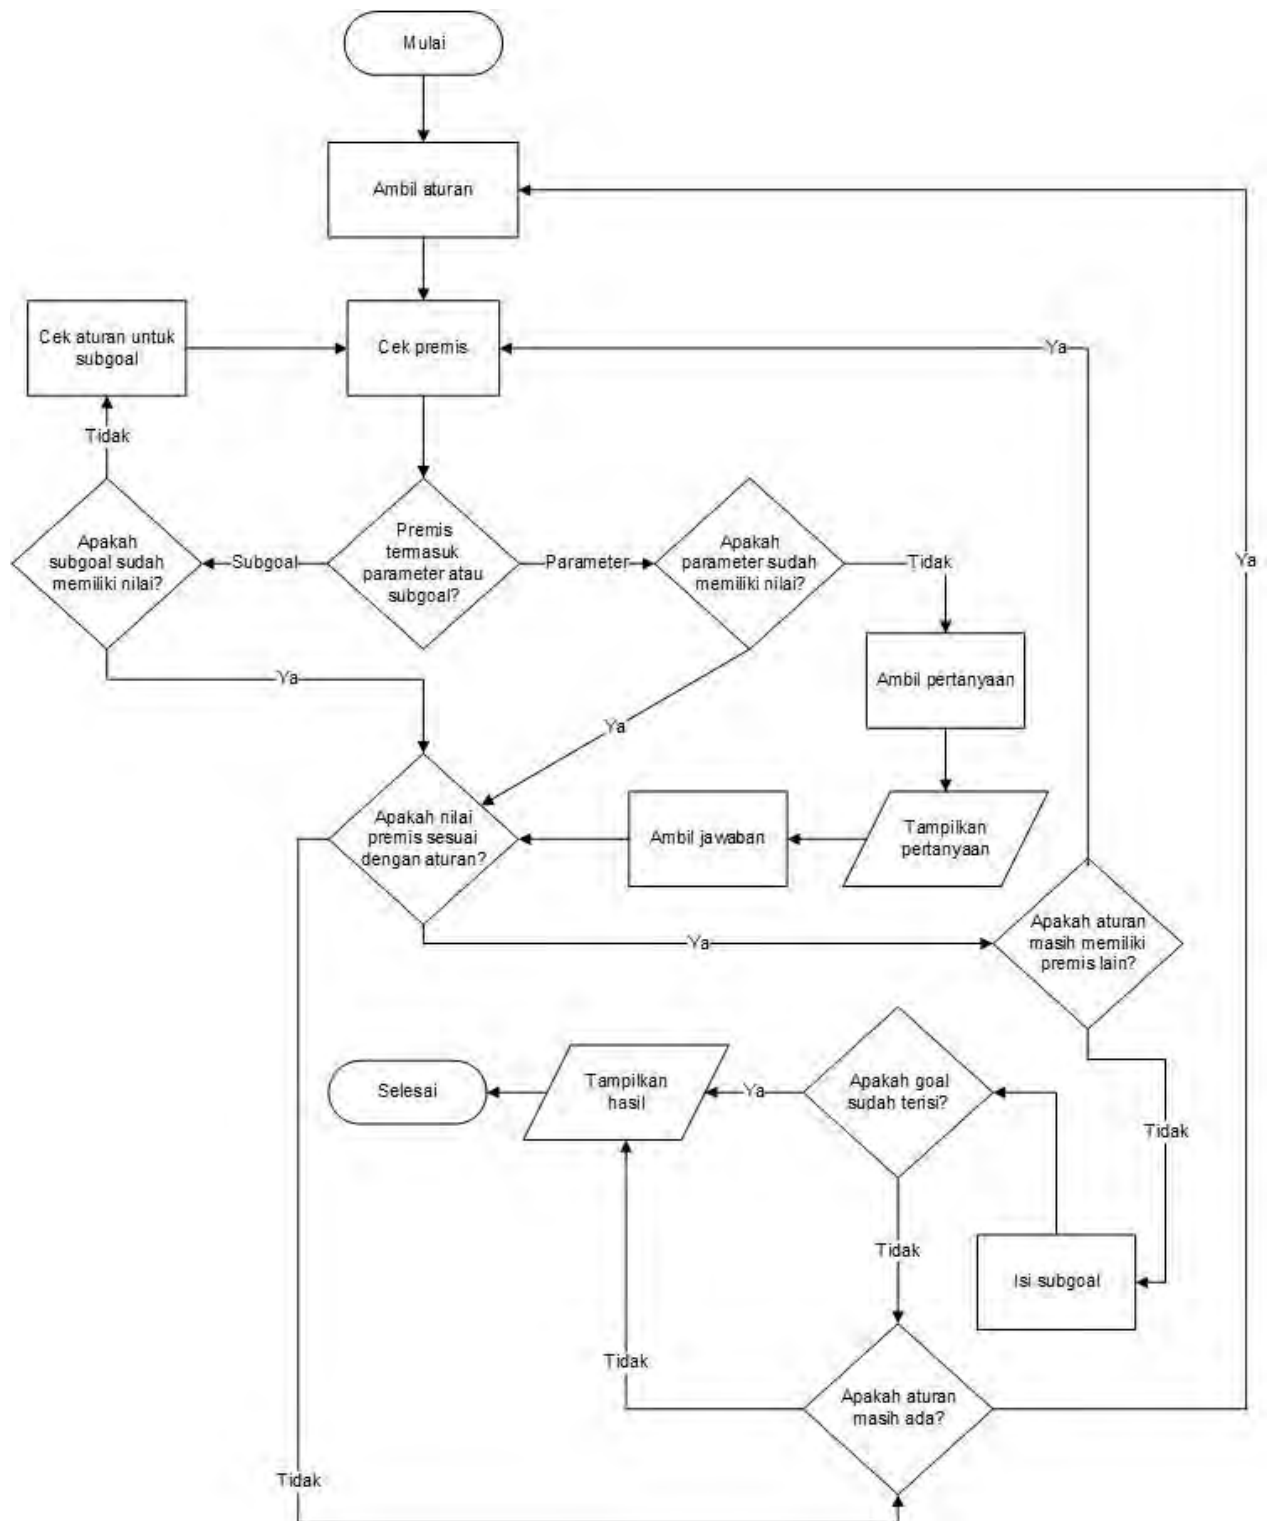 Mulai
Ambil aturan
Cek aturan untuk
subgoal
Cek premis
Ya
Tidak
Apakah
subgoal sudah
memiliki nilai?
Subgoal
Premis
termasuk
parameter atau
subgoal?
Parameter
Apakah
parameter sudah
memiliki nilai?
Tidak
Ya
Ya
Ambil pertanyaan
Ya
Apakah nilai
premis sesuai
dengan aturan?
Ambil jawaban
Tampilkan
pertanyaan
Ya
Apakah aturan
masih memiliki
premis lain?
Selesai
Tampilkan
hasil
Ya
Apakah goal
sudah terisi?
Tidak
Tidak
Isi subgoal
Tidak
Apakah aturan
masih ada?
Tidak